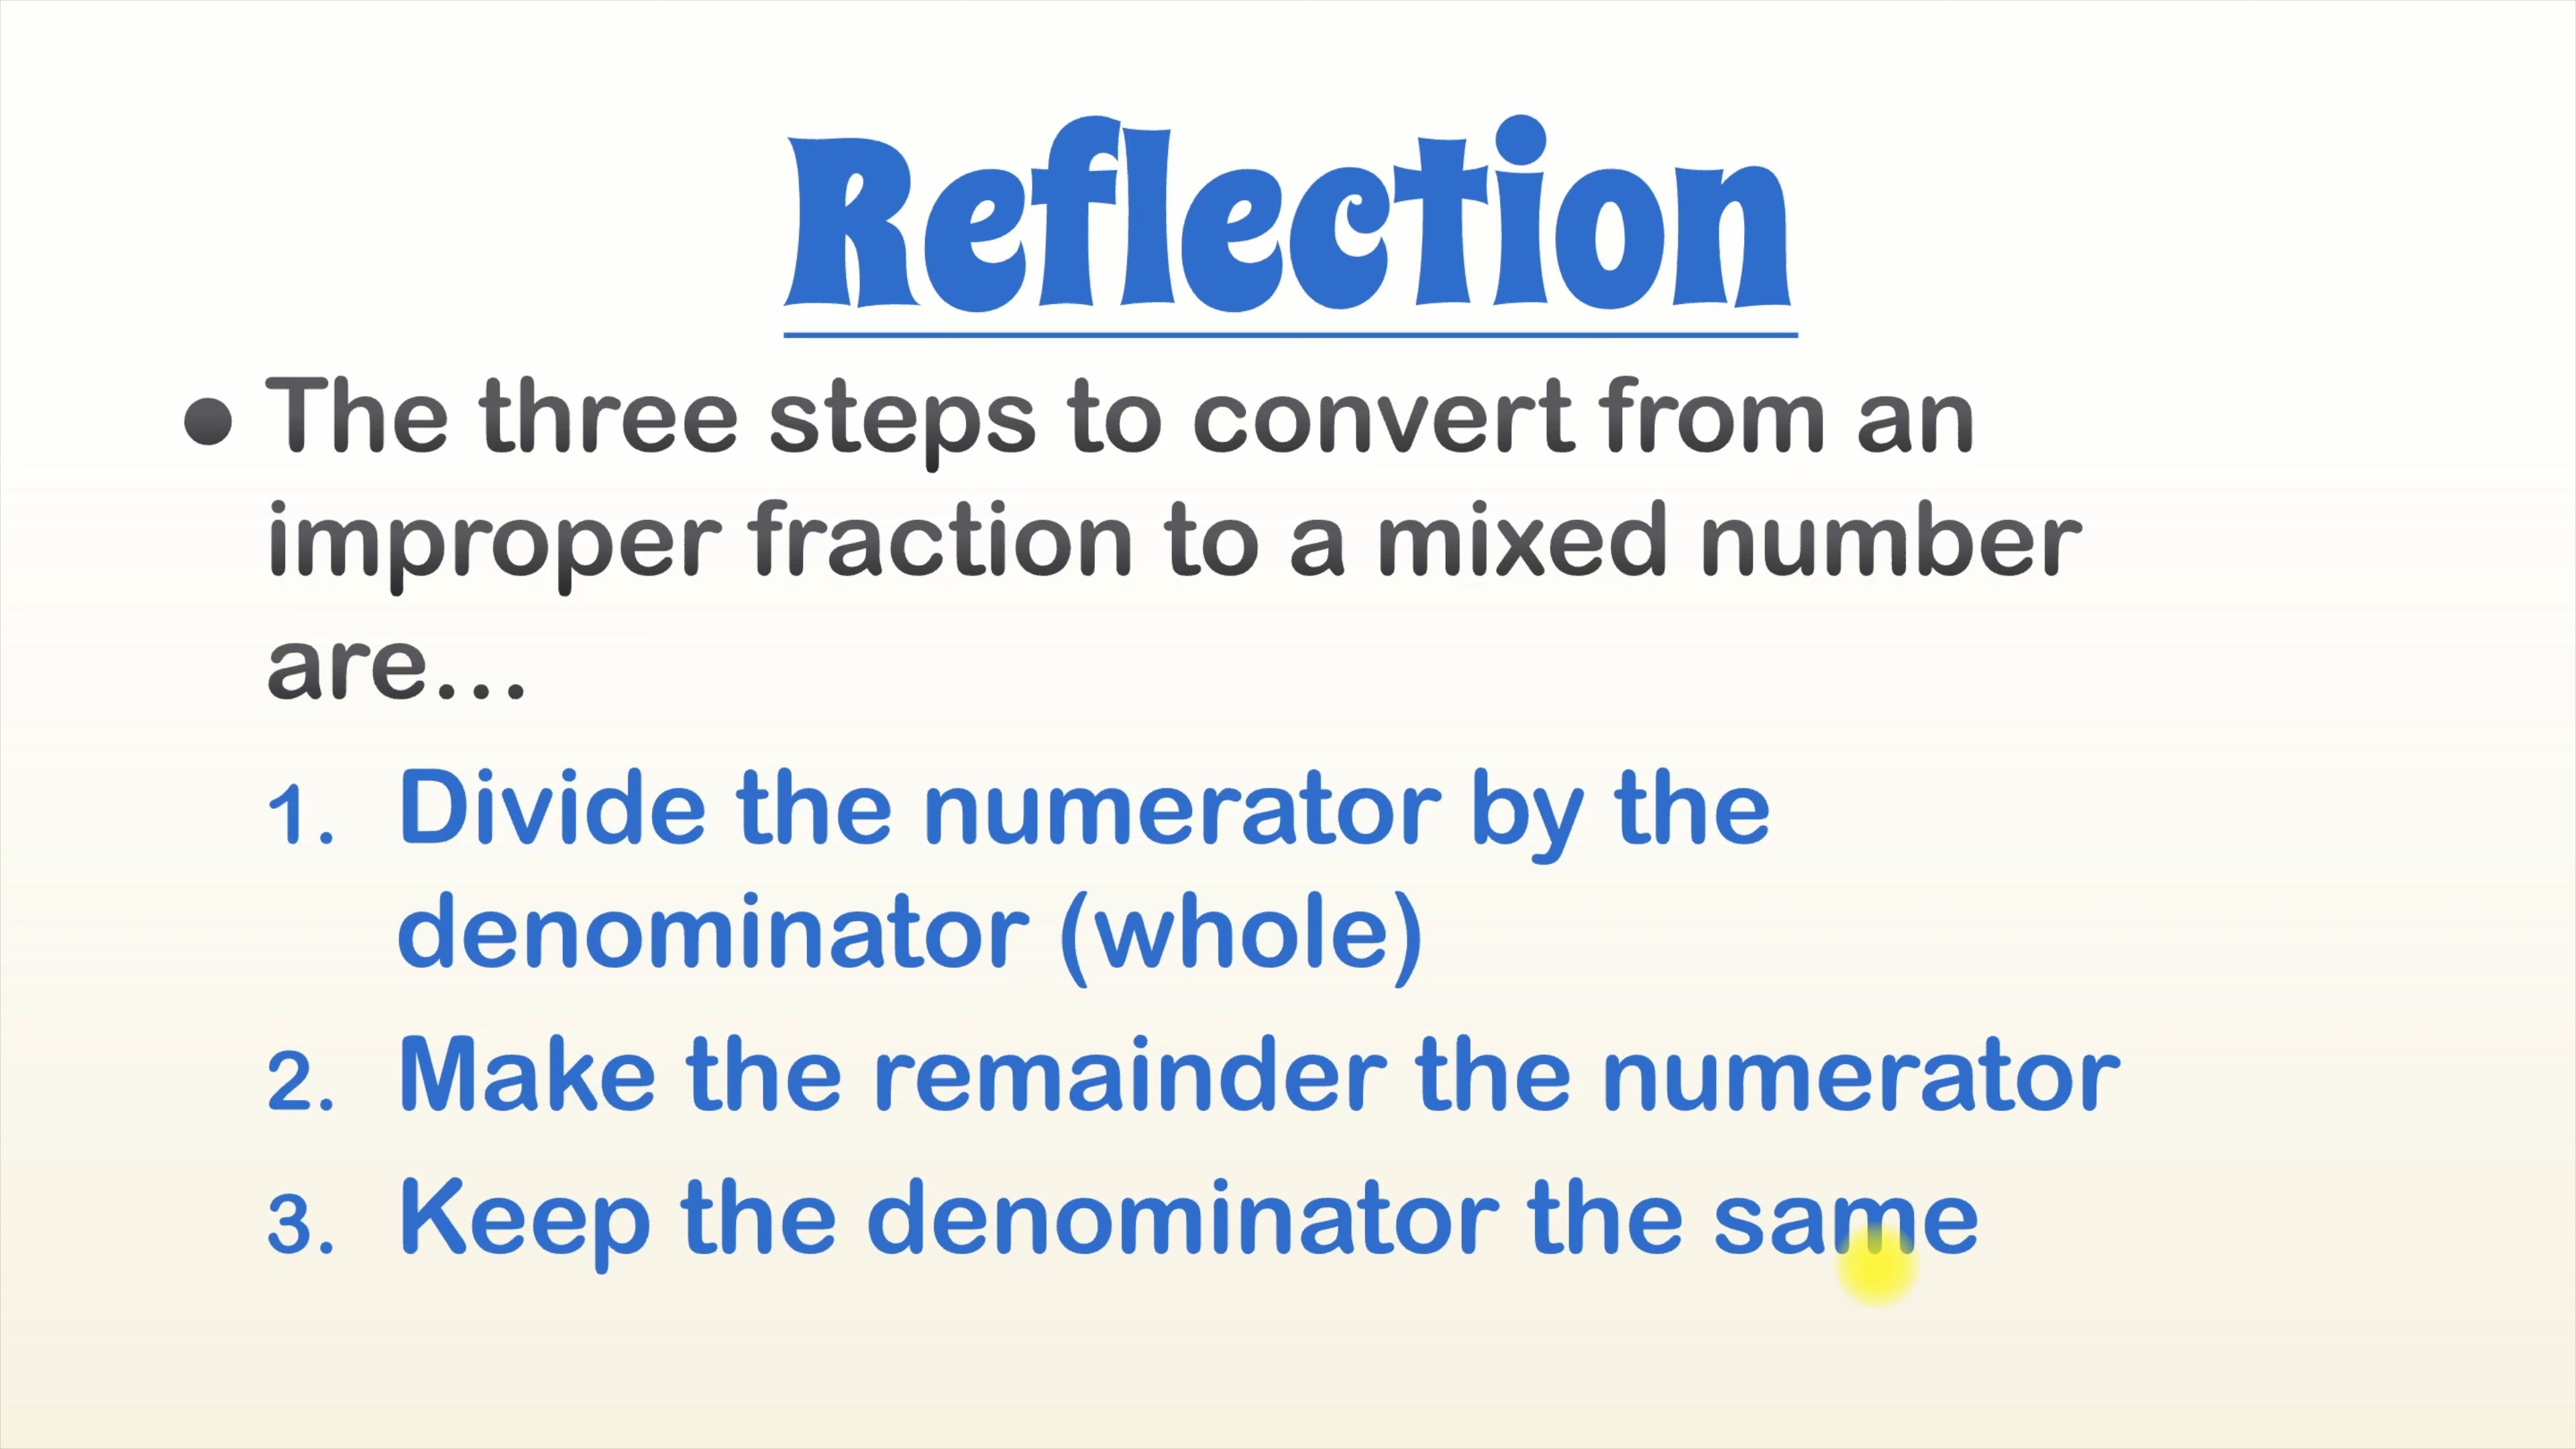 Reflection
• The three steps to convert from an
improper fraction to a mixed number
are...
1. Divide the numerator by the
denominator (whole)
2. Make the remainder the numerator
3. Keep the denominator the same